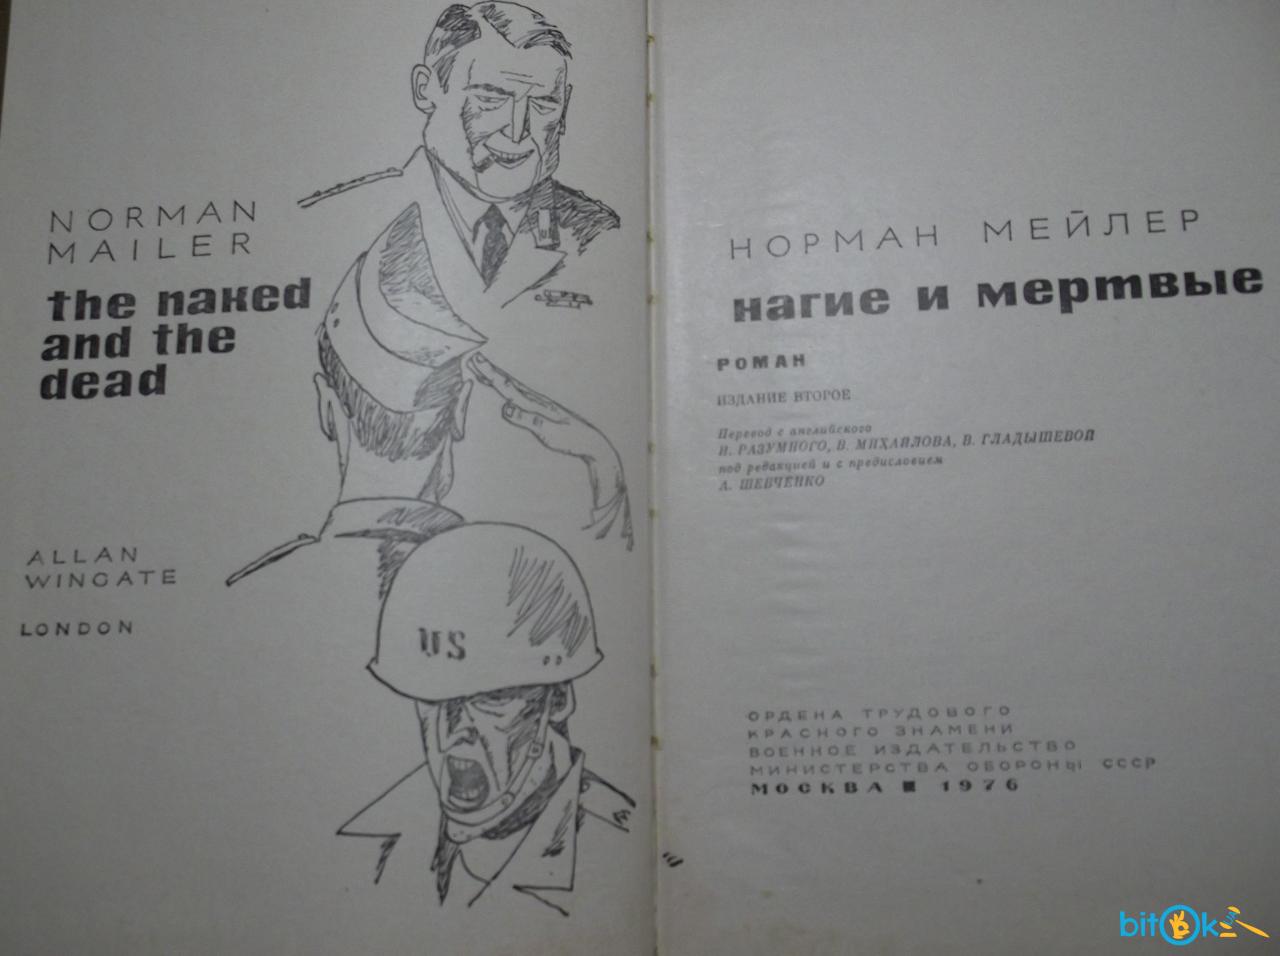 NORMAN
MAILER
the naked
and the
dead
ALLAN
WINGATE
LONDON
US
НОРМАН МЕЙЛЕР
нагие и мертвые
РОМАН
ИЗДАНИЕ ВТОРОЕ
Перевод с английского
И. РАЗУМНОГО, В. МИХАЙЛОВА, В. ГЛАДЫШЕВОЙ
под редакцией и с предисловием
А. ШЕВЧЕНКО
ОРДЕНА ТРУДОВОГО
КРАСНОГО ЗНАМЕНИ
ВОЕННОЕ ИЗДАТЕЛЬСТВО
МИНИСТЕРСТВА ОБОРОНЫ СССР
МОСКВА ■ 1976
bitOk